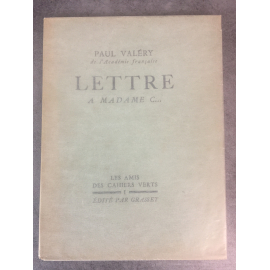 PAUL VALÉRY
de l'Académie française
LETTRE
A MADAME C...
LES AMIS
DES CAHIERS VERTS
I
ÉDITÉ PAR GRASSET